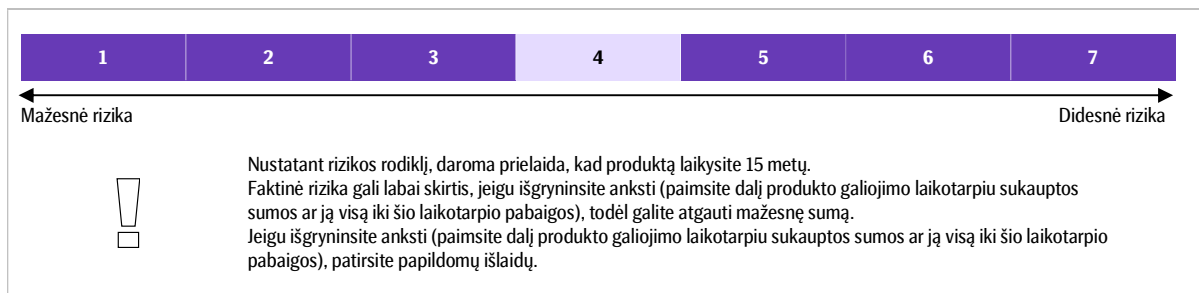 1 2 3 4 5 6 7
Mažesnė rizika Didesnė rizika
Nustatant rizikos rodiklį, daroma prielaida, kad produktą laikysite 15 metų.
Faktinė rizika gali labai skirtis, jeigu išgryninsite anksti (paimsite dalį produkto galiojimo laikotarpiu sukauptos
sumos ar ją visą iki šio laikotarpio pabaigos), todėl galite atgauti mažesnę sumą.
Jeigu išgryninsite anksti (paimsite dalį produkto galiojimo laikotarpiu sukauptos sumos ar ją visą iki šio laikotarpio
pabaigos), patirsite papildomų išlaidų.